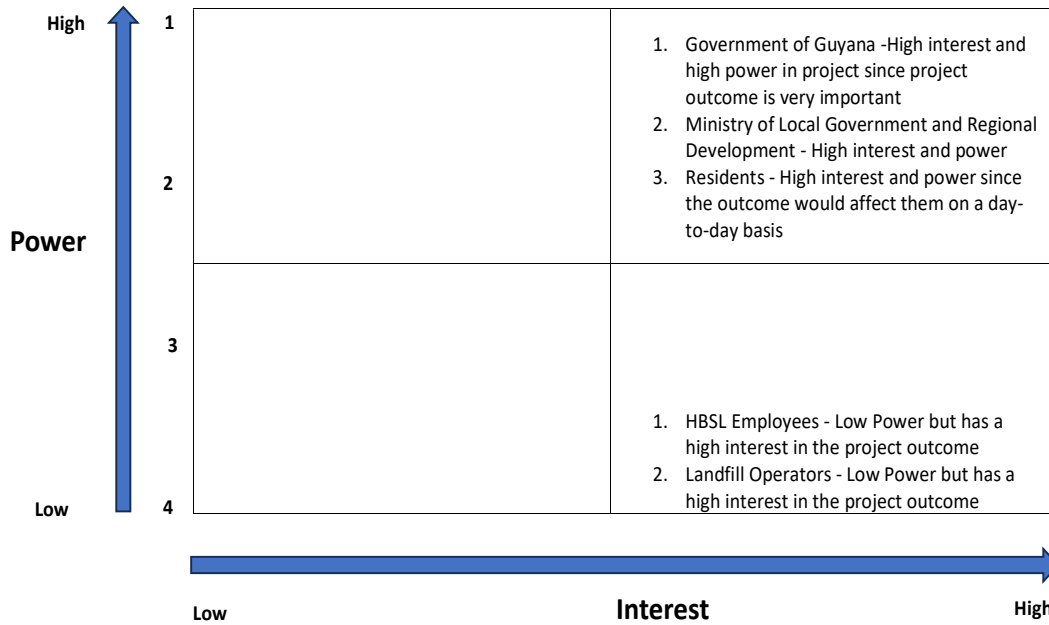 High
1
1. Government of Guyana -High interest and
high power in project since project
outcome is very important
2. Ministry of Local Government and Regional
Development - High interest and power
3. Residents - High interest and power since
the outcome would affect them on a day-
to-day basis
2
Power
3
1. HBSL Employees - Low Power but has a
high interest in the project outcome
2. Landfill Operators - Low Power but has a
high interest in the project outcome
Low
4
Low
Interest
High